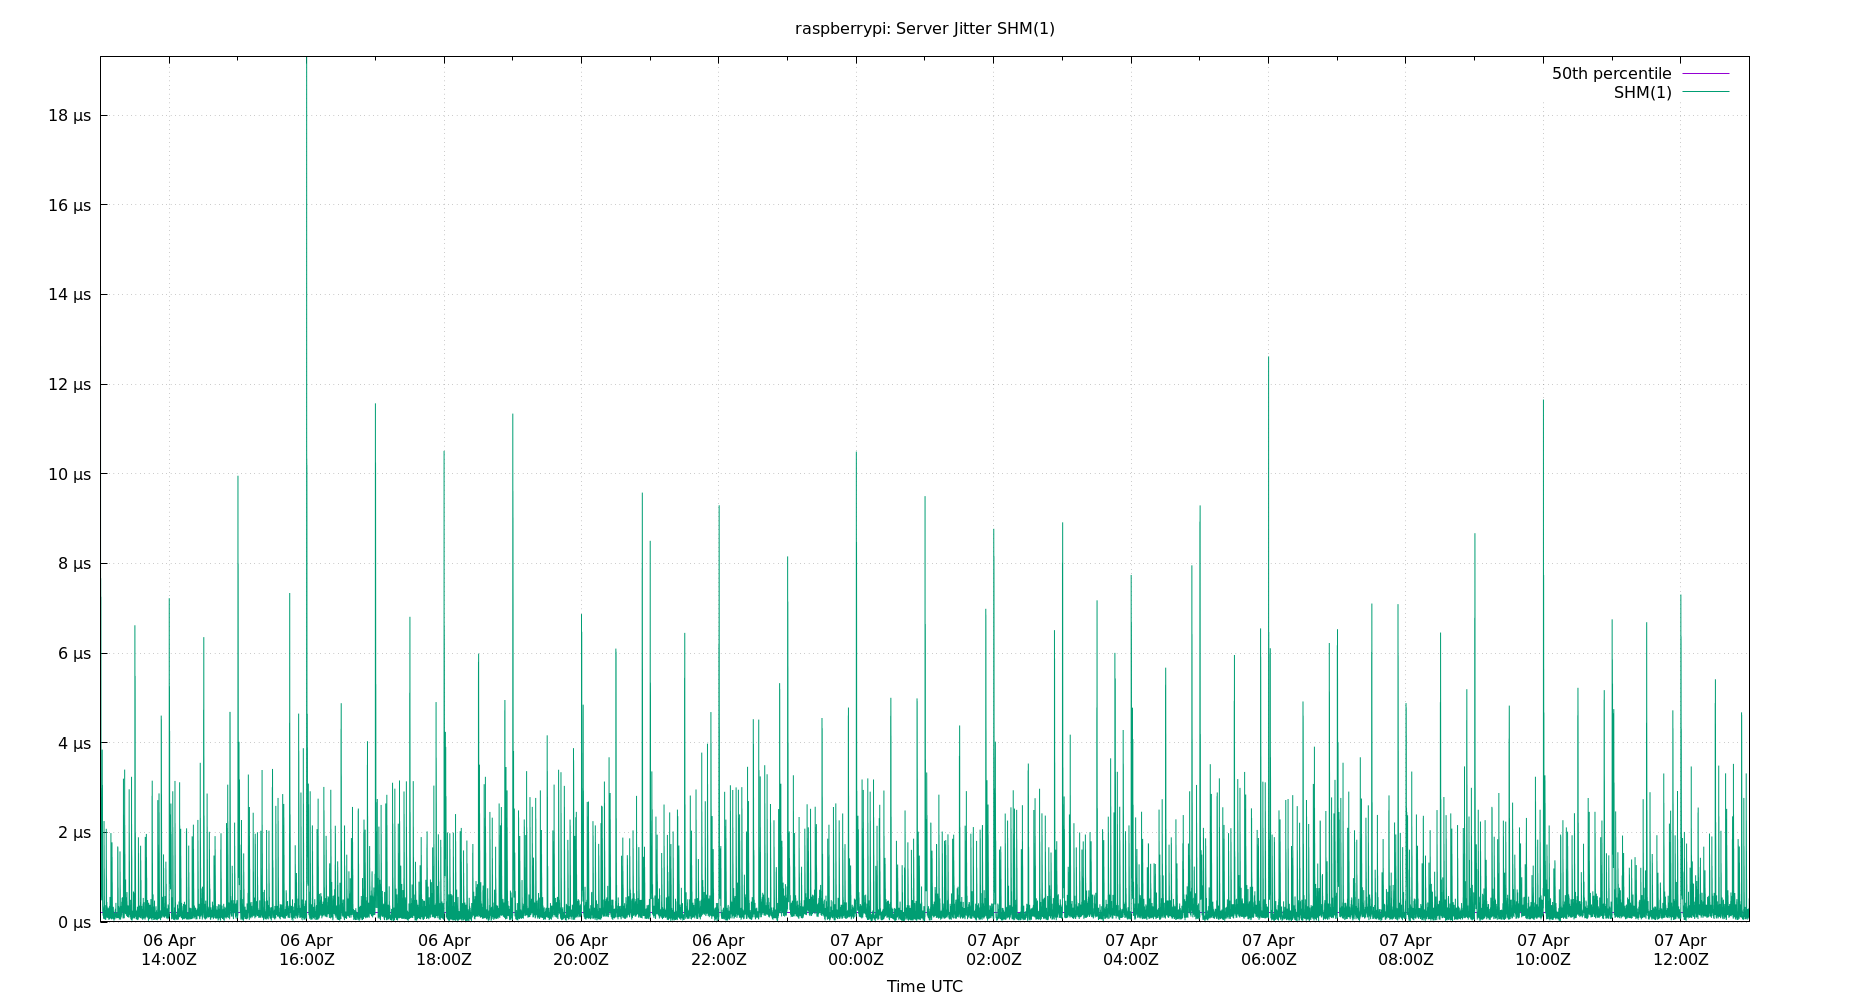 raspberrypi: Server Jitter SHM(1)
50th percentile
SHM(1)
18 µs
16 µs
14 µs
12 µs
10 µs
8 µs
6 µs
4 µs
2 µs
0 µs
06 Apr 06 Apr 06 Apr 06 Apr 06 Apr 07 Apr 07 Apr 07 Apr 07 Apr 07 Apr 07 Apr 07 Apr
14:00Z 16:00Z 18:00Z 20:00Z 22:00Z 00:00Z 02:00Z 04:00Z 06:00Z 08:00Z 10:00Z 12:00Z
Time UTC